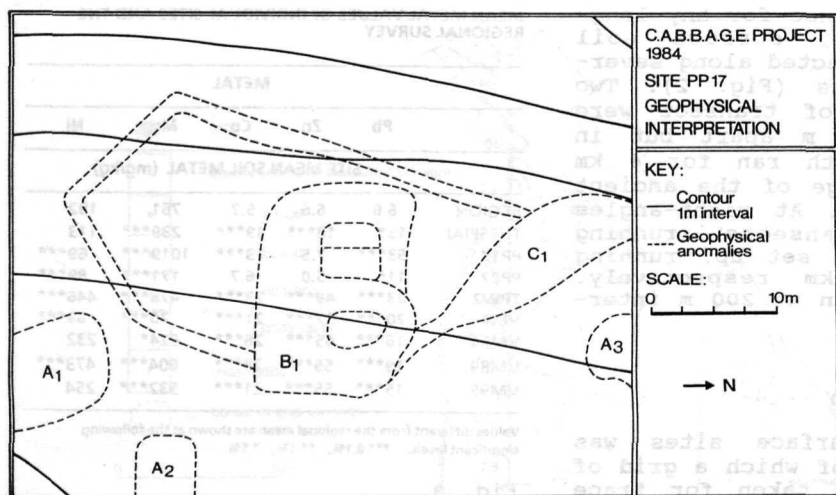 C.A.B.B.A.G.E. PROJECT
1984
SITE PP 17
GEOPHYSICAL
INTERPRETATION
KEY:
Contour
1m interval
Geophysical
anomalies
SCALE:
0 10m
N
A1
A2
A3
B1
C1